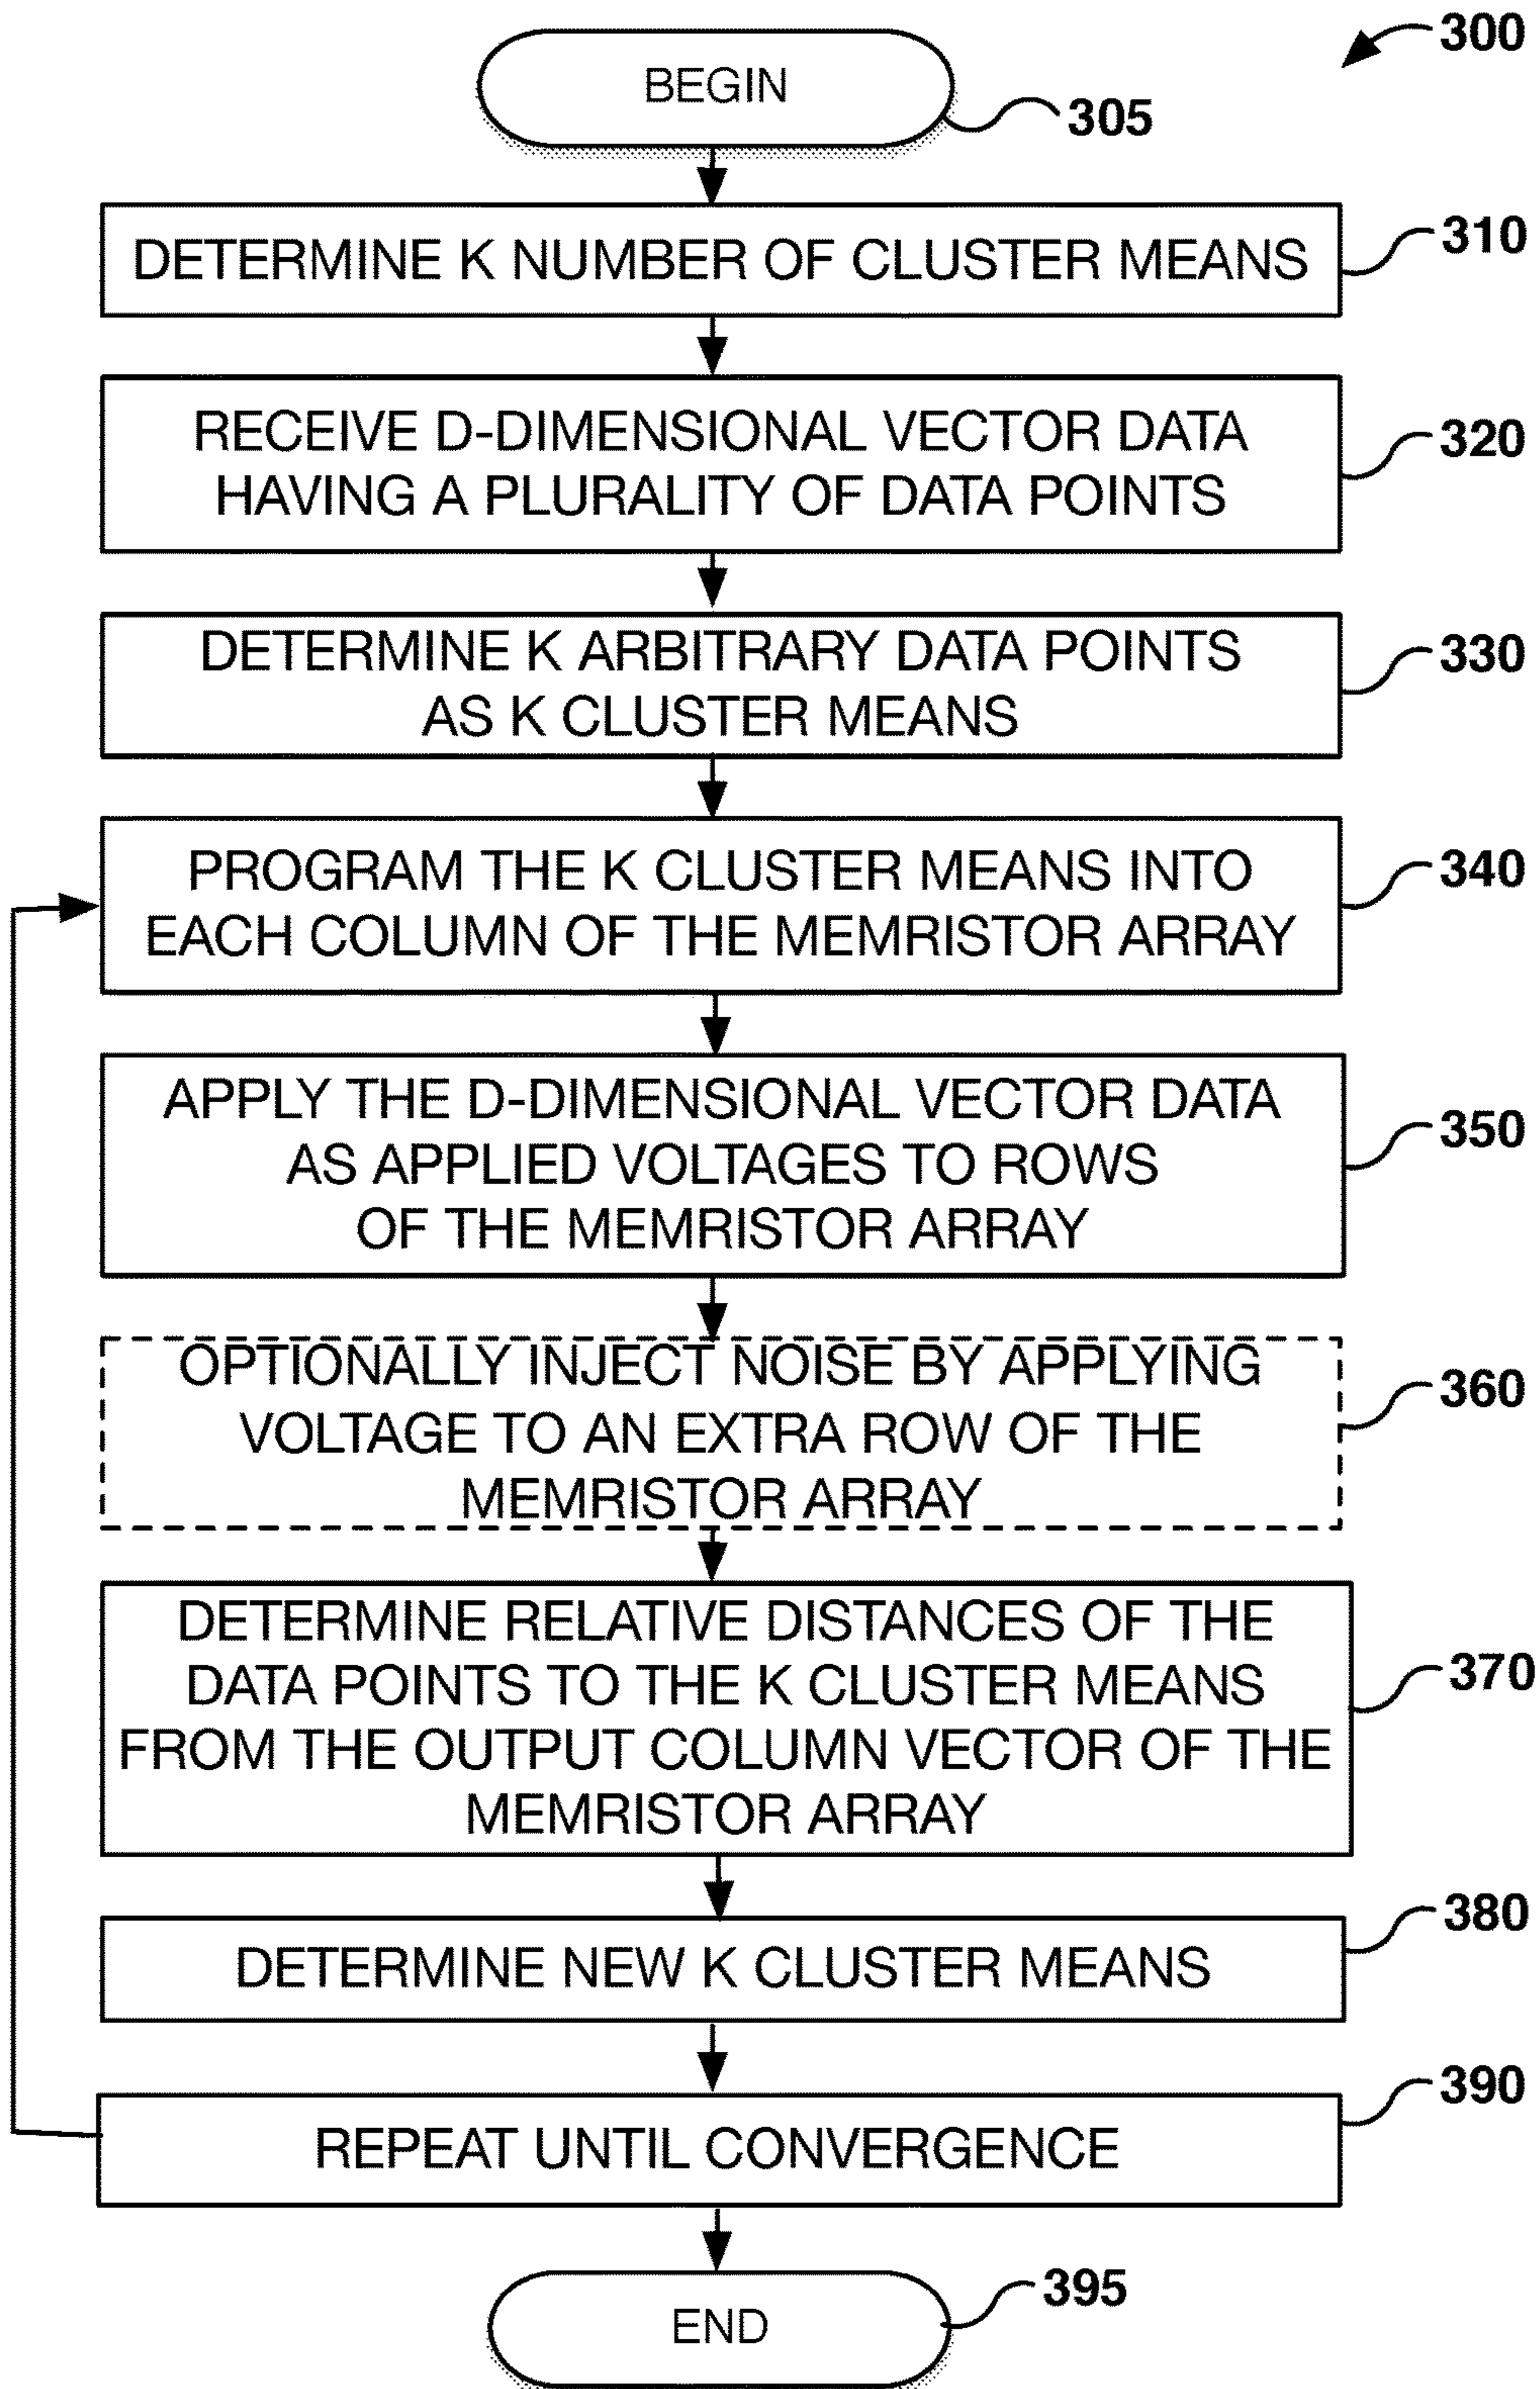 300
BEGIN
305
DETERMINE K NUMBER OF CLUSTER MEANS
310
RECEIVE D-DIMENSIONAL VECTOR DATA
HAVING A PLURALITY OF DATA POINTS
320
DETERMINE K ARBITRARY DATA POINTS
AS K CLUSTER MEANS
330
PROGRAM THE K CLUSTER MEANS INTO
EACH COLUMN OF THE MEMRISTOR ARRAY
340
APPLY THE D-DIMENSIONAL VECTOR DATA
AS APPLIED VOLTAGES TO ROWS
OF THE MEMRISTOR ARRAY
350
OPTIONALLY INJECT NOISE BY APPLYING
VOLTAGE TO AN EXTRA ROW OF THE
MEMRISTOR ARRAY
360
DETERMINE RELATIVE DISTANCES OF THE
DATA POINTS TO THE K CLUSTER MEANS
FROM THE OUTPUT COLUMN VECTOR OF THE
MEMRISTOR ARRAY
370
DETERMINE NEW K CLUSTER MEANS
380
REPEAT UNTIL CONVERGENCE
390
END
395